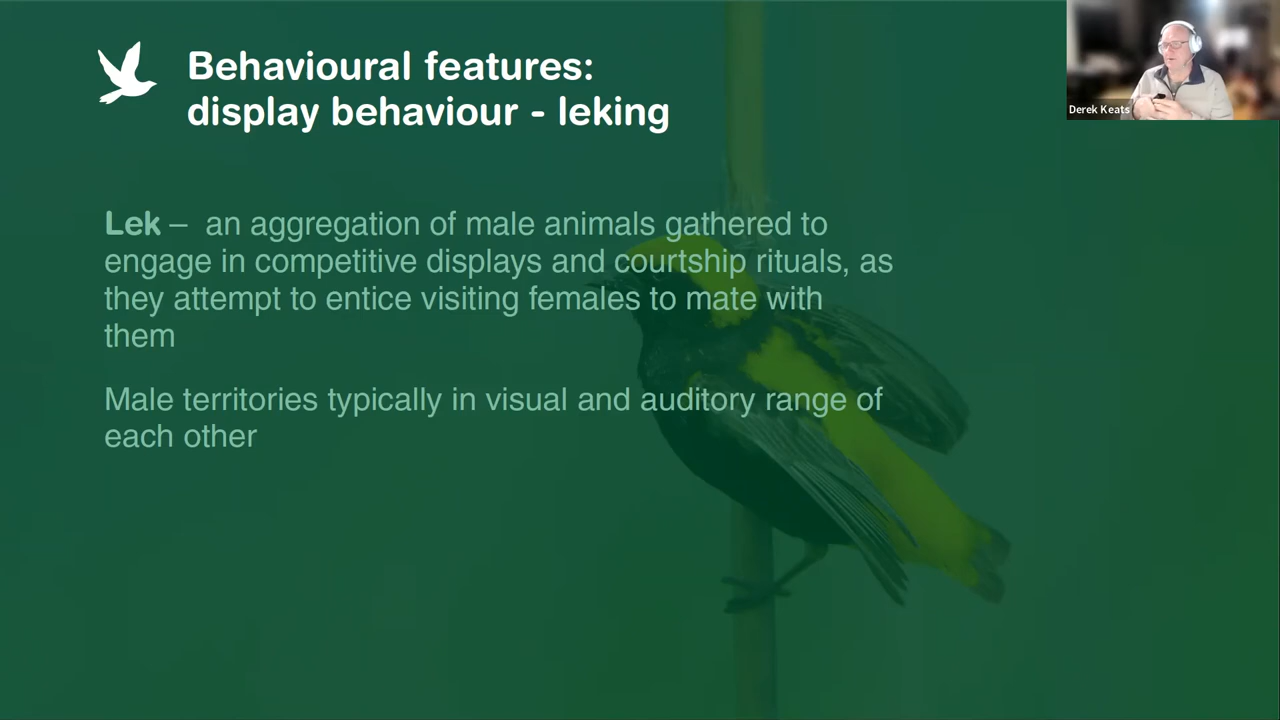 Behavioural features:
display behaviour - leking
Derek Keats
Lek – an aggregation of male animals gathered to
engage in competitive displays and courtship rituals, as
they attempt to entice visiting females to mate with
them
Male territories typically in visual and auditory range of
each other